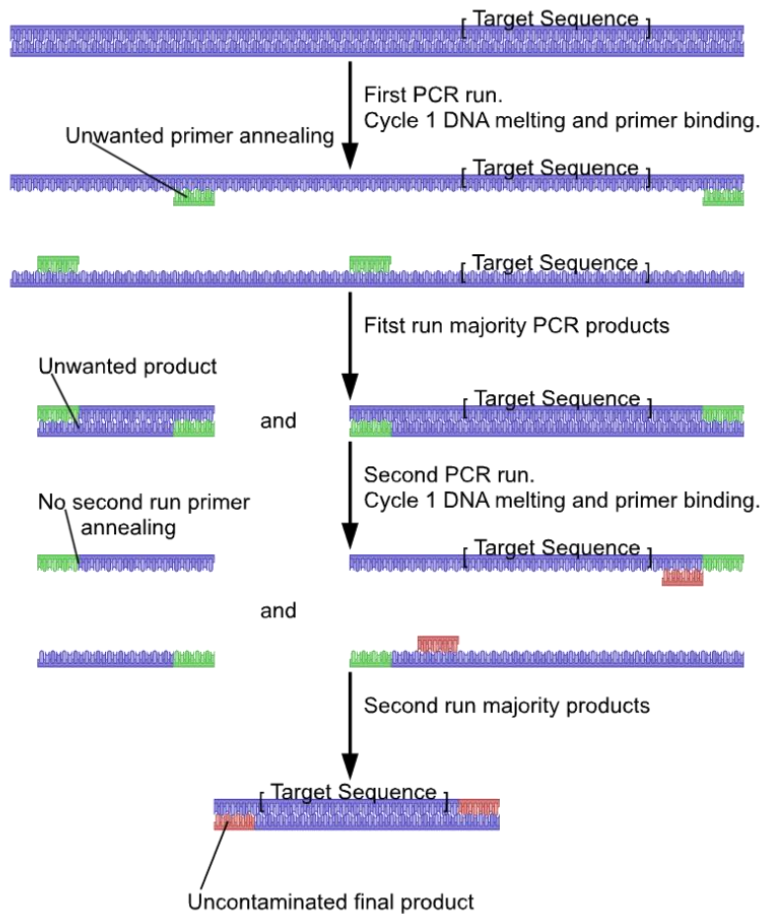 Target Sequence
First PCR run.
Cycle 1 DNA melting and primer binding.
Unwanted primer annealing
Target Sequence
Target Sequence
Fitst run majority PCR products
Unwanted product
Target Sequence
and
Second PCR run.
Cycle 1 DNA melting and primer binding.
No second run primer
annealing
Target Sequence
and
Second run majority products
Target Sequence
Uncontaminated final product